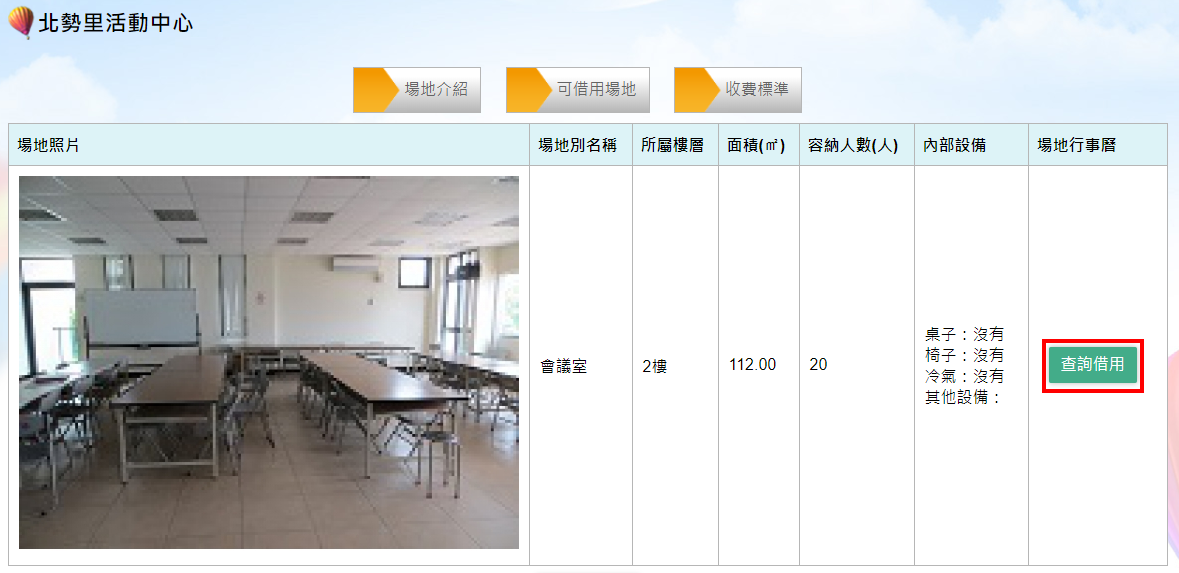 北勢里活動中心
場地介紹
可借用場地
收費標準
場地照片 場地別名稱 所屬樓層 面積(㎡) 容納人數(人) 內部設備 場地行事曆
會議室 2樓 112.00 20
桌子：沒有
椅子：沒有
冷氣：沒有
其他設備：
查詢借用